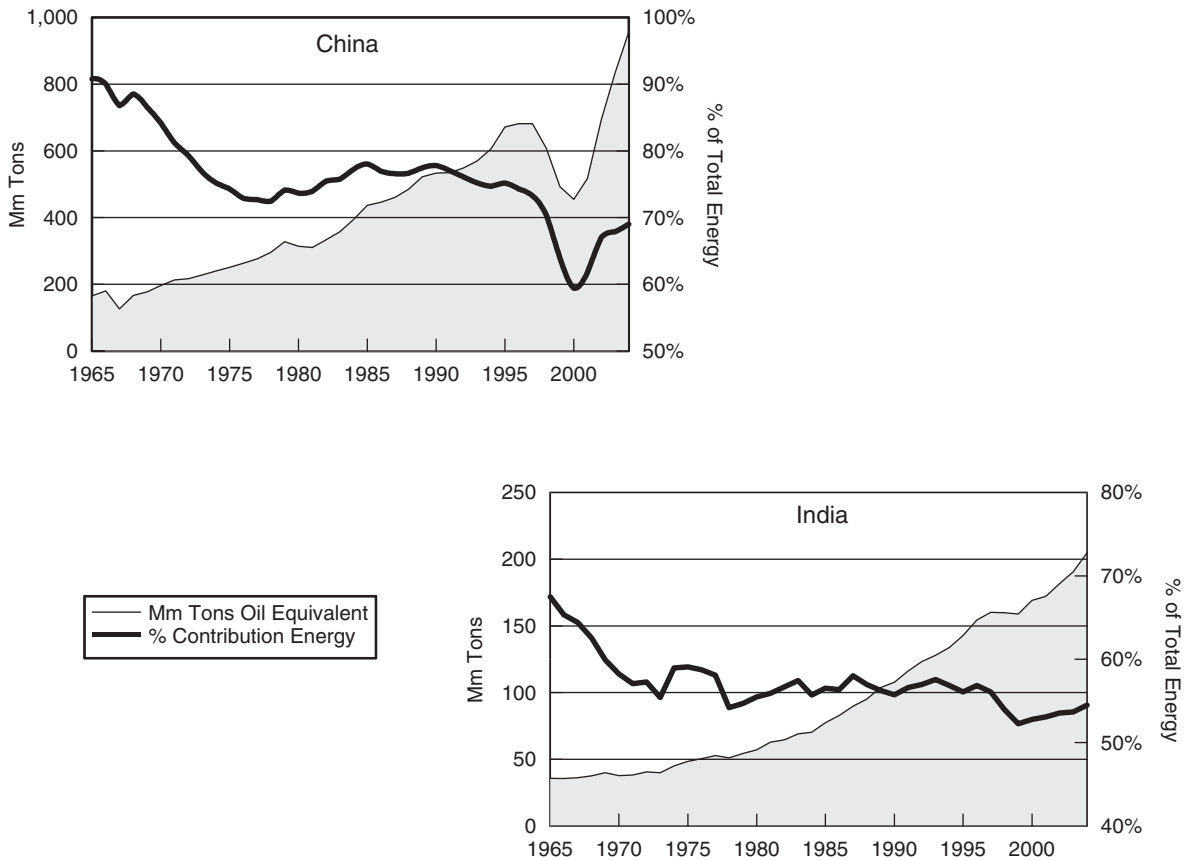 China
Mm Tons
1,000
800
600
400
200
0
100%
90%
80%
70%
60%
50%
% of Total Energy
1965 1970 1975 1980 1985 1990 1995 2000
Mm Tons Oil Equivalent
% Contribution Energy
India
Mm Tons
250
200
150
100
50
0
80%
70%
60%
50%
40%
% of Total Energy
1965 1970 1975 1980 1985 1990 1995 2000